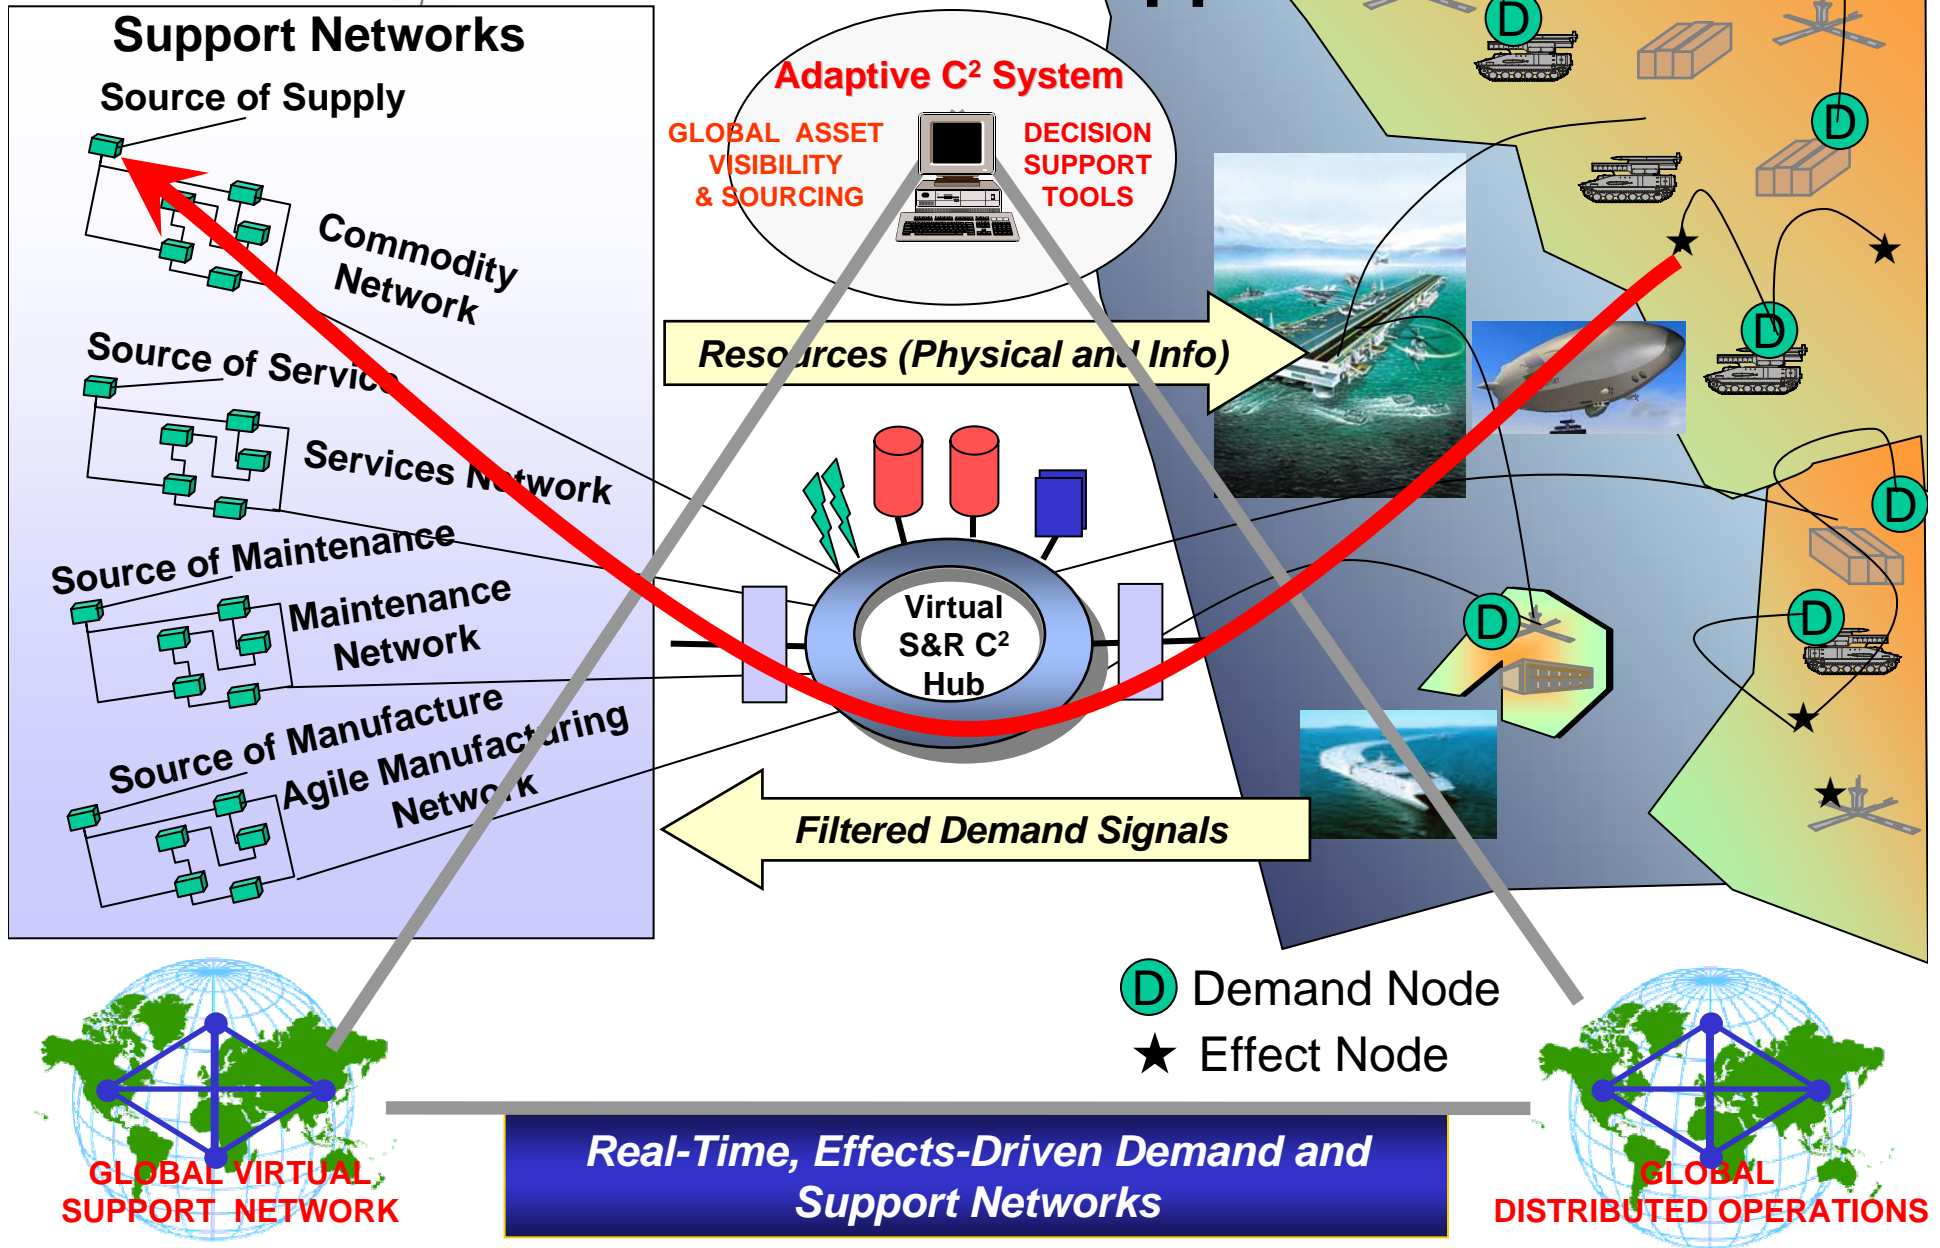 Support Networks
Source of Supply
Commodity
Network
Source of Service
Services Network
Source of Maintenance
Maintenance
Network
Source of Manufacture
Agile Manufacturing
Network
Adaptive C² System
GLOBAL ASSET
VISIBILITY
& SOURCING
DECISION
SUPPORT
TOOLS
Resources (Physical and Info)
Virtual
S&R C²
Hub
Filtered Demand Signals
D
D
D
D
D
D
D Demand Node
★ Effect Node
GLOBAL VIRTUAL
SUPPORT NETWORK
Real-Time, Effects-Driven Demand and
Support Networks
GLOBAL
DISTRIBUTED OPERATIONS